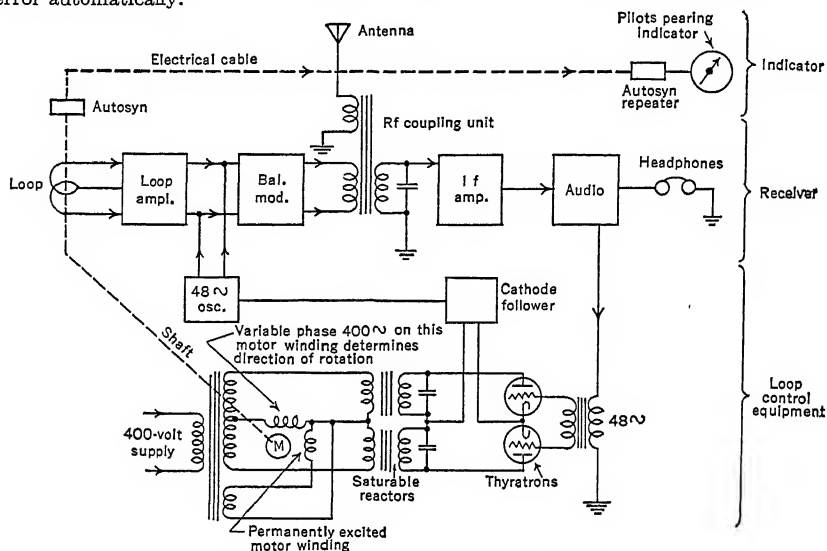 error automatically.
Antenna
Pilots pearing
indicator
Electrical cable
Indicator
Autosyn
repeater
Autosyn
Rf coupling unit
Loop
Loop
ampl.
Bal.
mod.
I f
amp.
Audio
Headphones
Receiver
48~
osc.
Cathode
follower
Shaft
Variable phase 400~ on this
motor winding determines
direction of rotation
Loop
control
equipment
400-volt
supply
M
48~
Saturable
reactors
Thyratrons
Permanently excited
motor winding